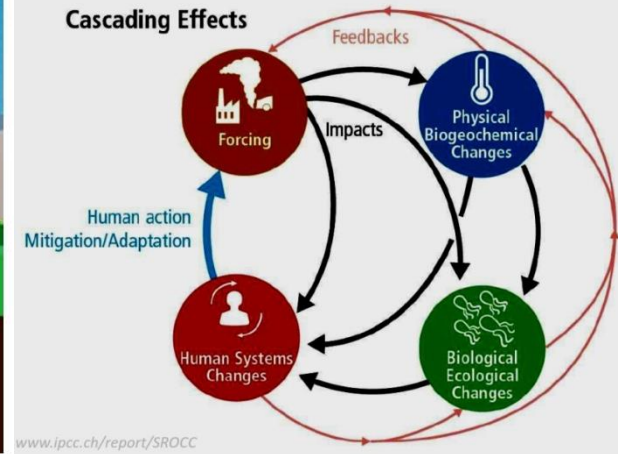 Cascading Effects
Feedbacks
Forcing
Impacts
Physical
Biogeochemical
Changes
Human action
Mitigation/Adaptation
Human Systems
Changes
Biological
Ecological
Changes
www.ipcc.ch/report/SROCC